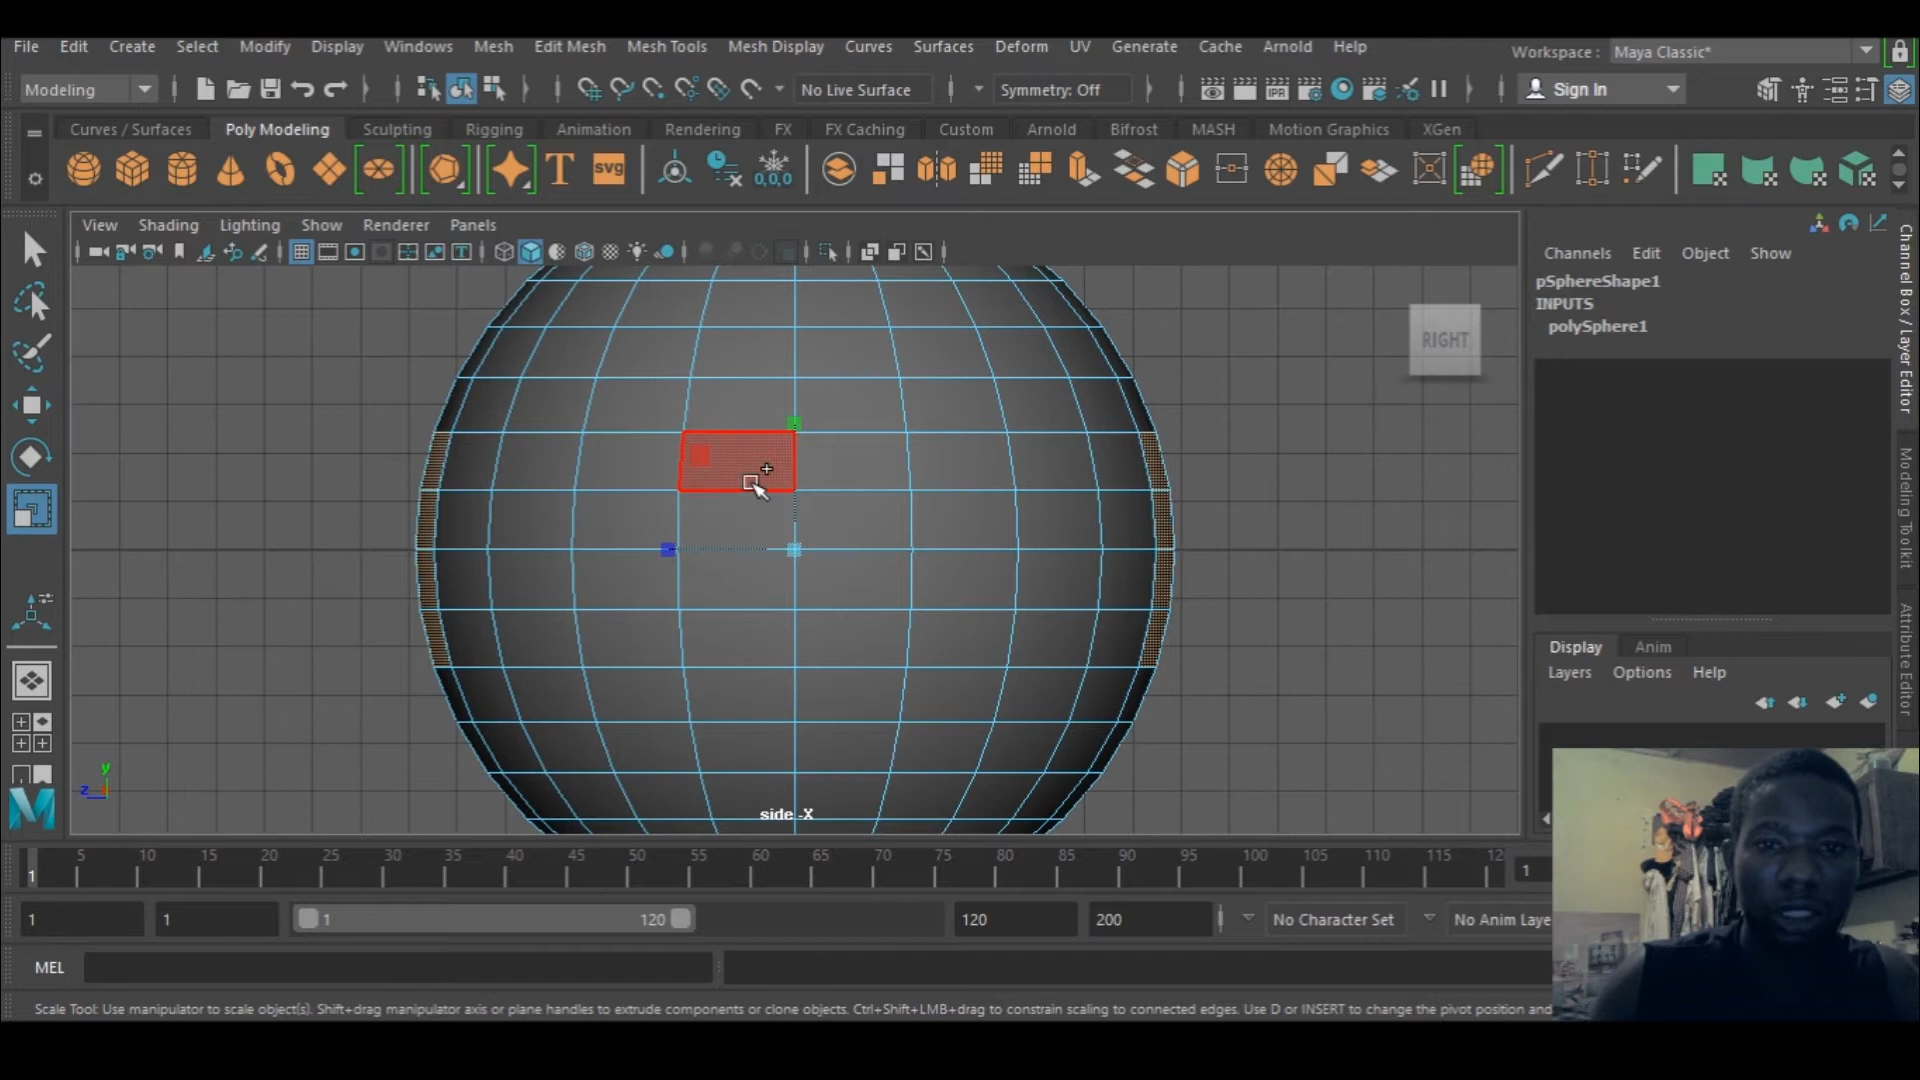 File Edit Create Select Modify Display Windows Mesh Edit Mesh Mesh Tools Mesh Display Curves Surfaces Deform UV Generate Cache Arnold Help
Workspace : Maya Classic*
Modeling No Live Surface Symmetry: Off Sign In
IPR
Curves / Surfaces Poly Modeling Sculpting Rigging Animation Rendering FX FX Caching Custom Arnold Bifrost MASH Motion Graphics XGen
T svg 0,0,0
View Shading Lighting Show Renderer Panels
Channels Edit Object Show
pSphereShape1
INPUTS
polySphere1
RIGHT
Channel Box / Layer Editor
Modeling Toolkit
Attribute Editor
Display Anim
Layers Options Help
y
z
side -X
5 10 15 20 25 30 35 40 45 50 55 60 65 70 75 80 85 90 95 100 105 110 115 12
1 1
1 1 1 120 120 200 No Character Set No Anim Laye
MEL
Scale Tool: Use manipulator to scale object(s). Shift+drag manipulator axis or plane handles to extrude components or clone objects. Ctrl+Shift+LMB+drag to constrain scaling to connected edges. Use D or INSERT to change the pivot position and